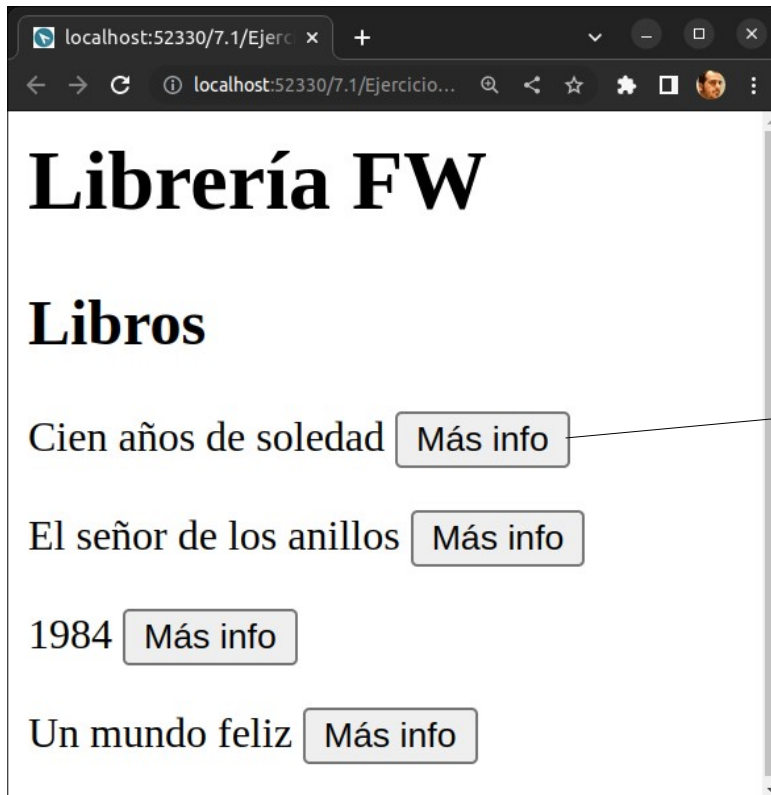 localhost:52330/7.1/Ejerc
localhost:52330/7.1/Ejercicio...
Librería FW
Libros
Cien años de soledad Más info
El señor de los anillos Más info
1984 Más info
Un mundo feliz Más info